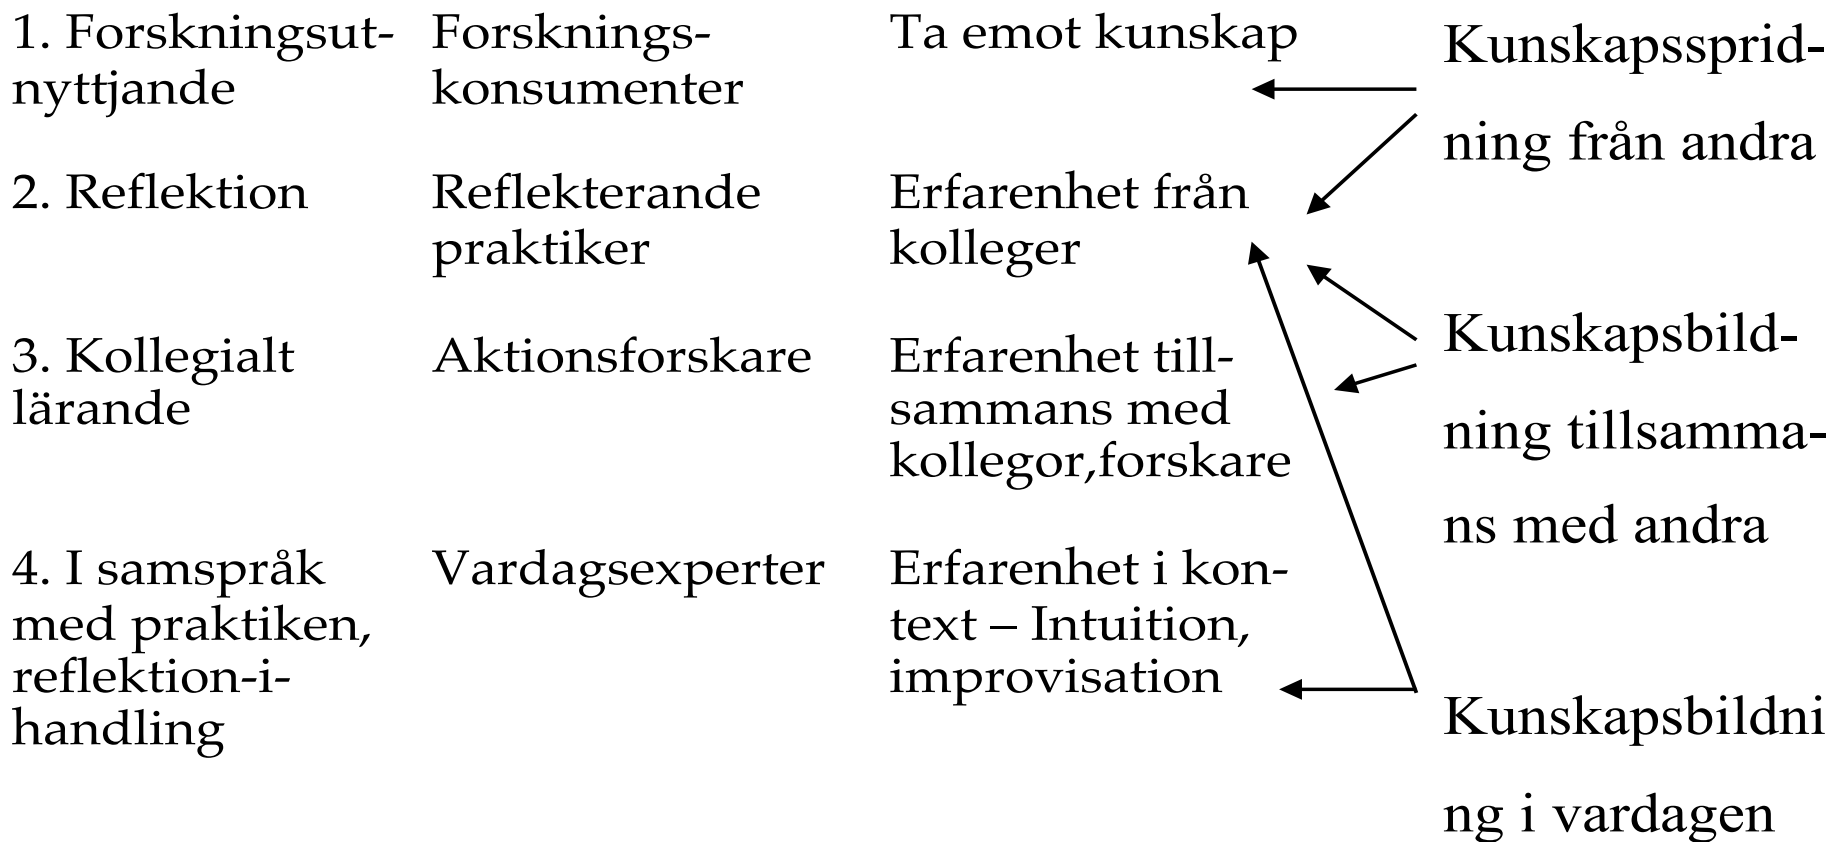 1. Forskningsut-
nyttjande
Forsknings-
konsumenter
Ta emot kunskap
2. Reflektion
Reflekterande
praktiker
Erfarenhet från
kolleger
3. Kollegialt
lärande
Aktionsforskare
Erfarenhet till-
sammans med
kollegor,forskare
4. I samspråk
med praktiken,
reflektion-i-
handling
Vardagsexperter
Erfarenhet i kon-
text – Intuition,
improvisation
Kunskapssprid-
ning från andra
Kunskapsbild-
ning tillsamma-
ns med andra
Kunskapsbildni
ng i vardagen